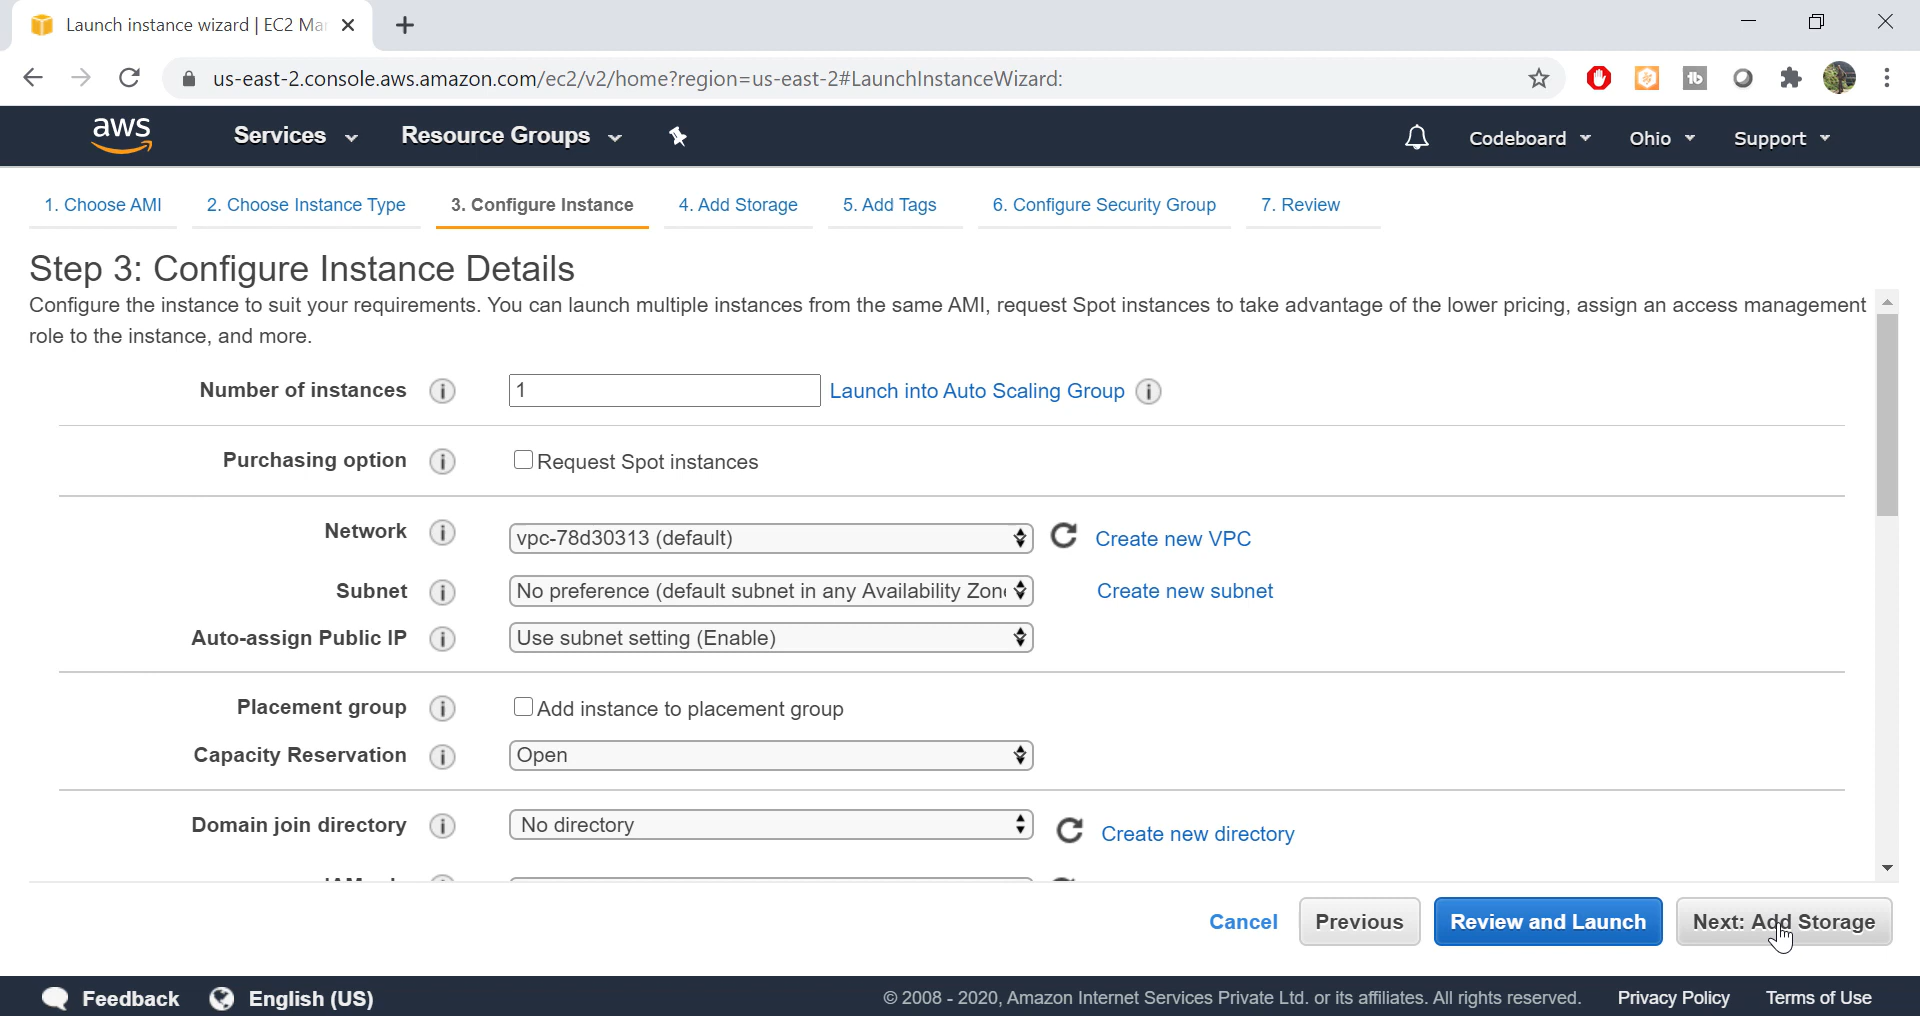 Launch instance wizard | EC2 Ma
us-east-2.console.aws.amazon.com/ec2/v2/home?region=us-east-2#LaunchInstanceWizard:
aws Services Resource Groups Codeboard Ohio Support
1. Choose AMI 2. Choose Instance Type 3. Configure Instance 4. Add Storage 5. Add Tags 6. Configure Security Group 7. Review
Step 3: Configure Instance Details
Configure the instance to suit your requirements. You can launch multiple instances from the same AMI, request Spot instances to take advantage of the lower pricing, assign an access management
role to the instance, and more.
Number of instances 1 Launch into Auto Scaling Group
Purchasing option Request Spot instances
Network vpc-78d30313 (default) Create new VPC
Subnet No preference (default subnet in any Availability Zon Create new subnet
Auto-assign Public IP Use subnet setting (Enable)
Placement group Add instance to placement group
Capacity Reservation Open
Domain join directory No directory Create new directory
Cancel Previous Review and Launch Next: Add Storage
Feedback English (US) © 2008 - 2020, Amazon Internet Services Private Ltd. or its affiliates. All rights reserved. Privacy Policy Terms of Use